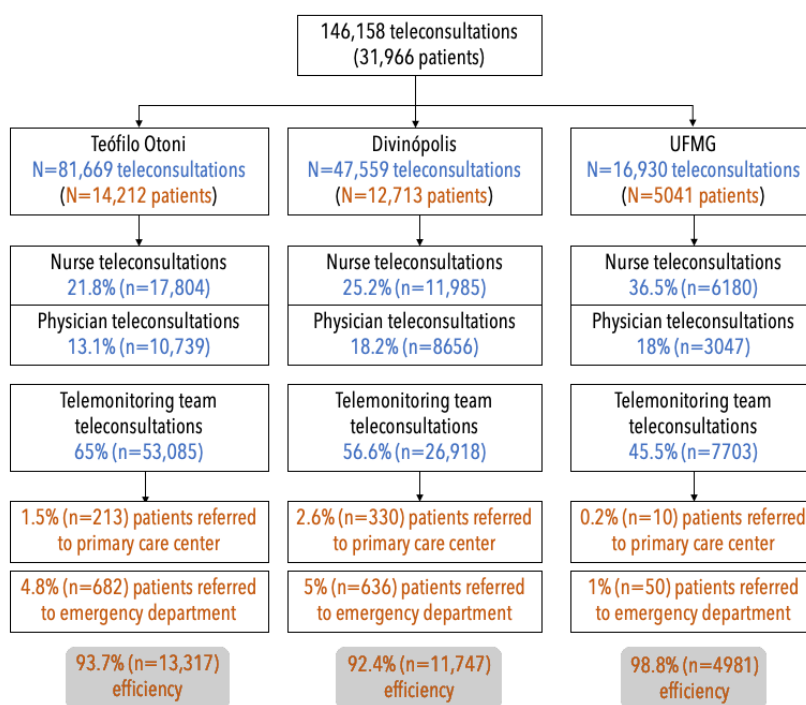 146,158 teleconsultations
(31,966 patients)
Teófilo Otoni
N=81,669 teleconsultations
(N=14,212 patients)
Divinópolis
N=47,559 teleconsultations
(N=12,713 patients)
UFMG
N=16,930 teleconsultations
(N=5041 patients)
Nurse teleconsultations
21.8% (n=17,804)
Physician teleconsultations
13.1% (n=10,739)
Nurse teleconsultations
25.2% (n=11,985)
Physician teleconsultations
18.2% (n=8656)
Nurse teleconsultations
36.5% (n=6180)
Physician teleconsultations
18% (n=3047)
Telemonitoring team
teleconsultations
65% (n=53,085)
Telemonitoring team
teleconsultations
56.6% (n=26,918)
Telemonitoring team
teleconsultations
45.5% (n=7703)
1.5% (n=213) patients referred
to primary care center
2.6% (n=330) patients referred
to primary care center
0.2% (n=10) patients referred
to primary care center
4.8% (n=682) patients referred
to emergency department
5% (n=636) patients referred
to emergency department
1% (n=50) patients referred
to emergency department
93.7% (n=13,317)
efficiency
92.4% (n=11,747)
efficiency
98.8% (n=4981)
efficiency